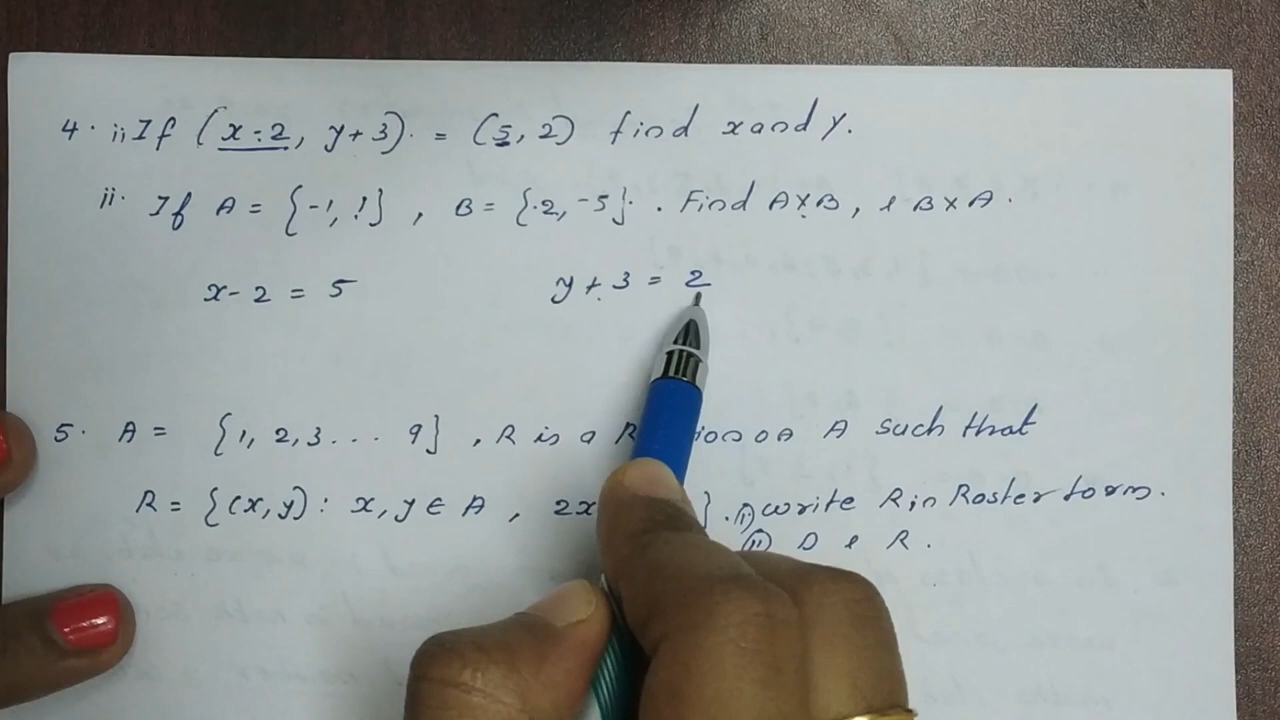 4. i) If (x-2, y+3) = (5, 2) find x and y.
ii. If A = {-1, 1}, B = {2, -5}. Find A×B, & B×A.
x-2 = 5 y+3 = 2
5. A = {1, 2, 3... 9}, R is a A such that
R = {(x, y) : x, y ∈ A, 2x }. i) write R in Roster form.
ii) D & R.